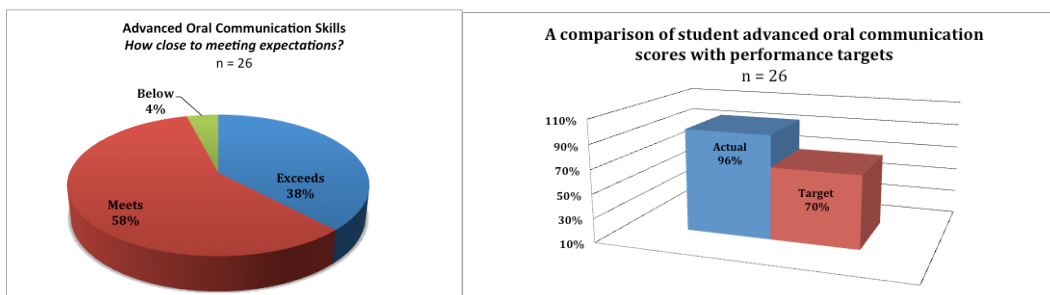 Advanced Oral Communication Skills
How close to meeting expectations?
n = 26
Below
4%
Exceeds
38%
Meets
58%
A comparison of student advanced oral communication
scores with performance targets
n = 26
110%
90%
70%
50%
30%
10%
Actual
96%
Target
70%